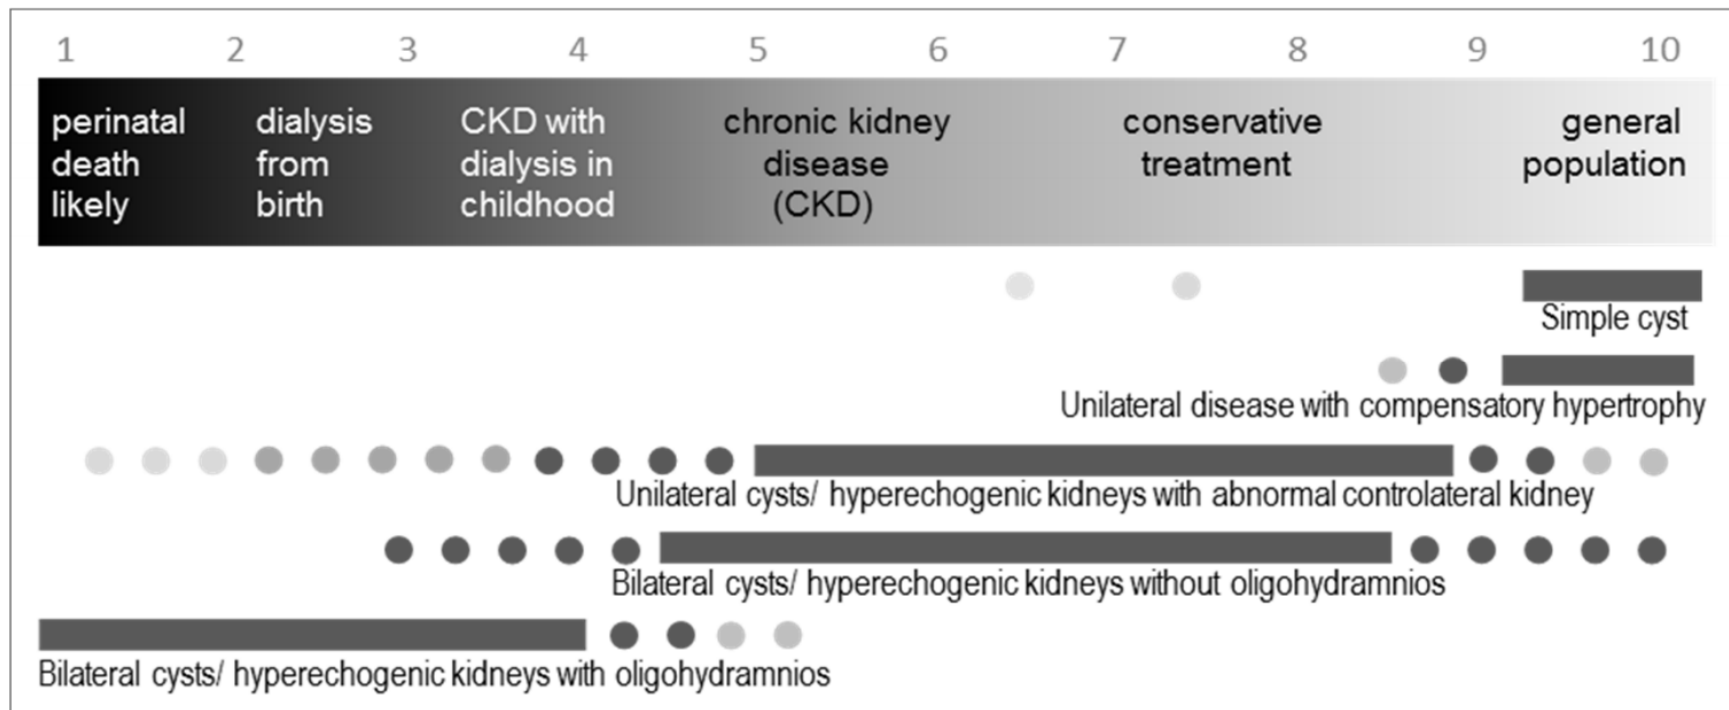 1 2 3 4 5 6 7 8 9 10
perinatal death likely
dialysis from birth
CKD with dialysis in childhood
chronic kidney disease (CKD)
conservative treatment
general population
Simple cyst
Unilateral disease with compensatory hypertrophy
Unilateral cysts/ hyperechogenic kidneys with abnormal controlateral kidney
Bilateral cysts/ hyperechogenic kidneys without oligohydramnios
Bilateral cysts/ hyperechogenic kidneys with oligohydramnios